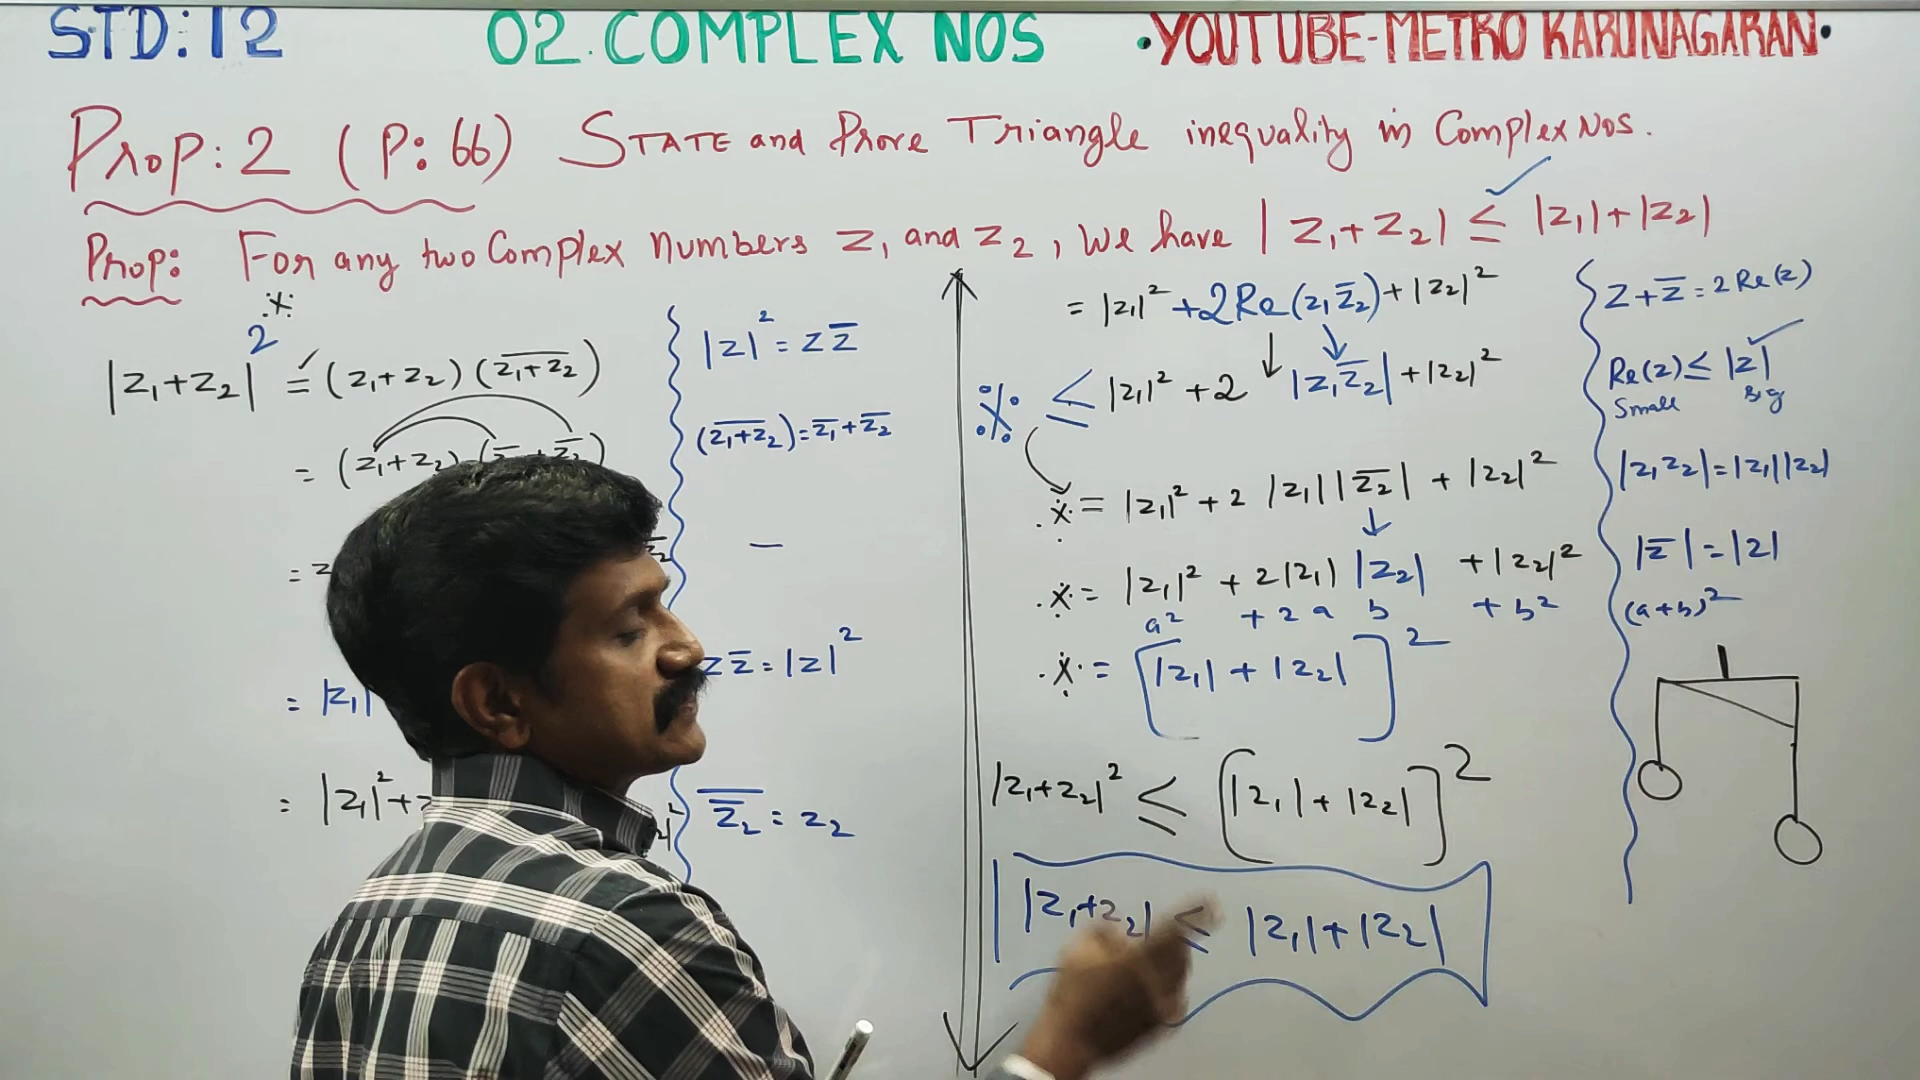 STD:12 02.COMPLEX NOS •YOUTUBE-METRO KARUNAGARAN•
Prop:2 (P:66) STATE and Prove Triangle inequality in Complex Nos.
Prop: For any two Complex numbers z₁ and z₂, we have |z₁+z₂| ≤ |z₁|+|z₂|
|z₁+z₂|² = (z₁+z₂)(z̅₁̅+̅z̅₂̅)
= (z₁+z₂)
= z
= |z₁|
= |z₁|²+z
|z|² = z z̅
(z̅₁̅+̅z̅₂̅) = z̅₁+z̅₂
z z̅ = |z|²
z̿₂ = z₂
= |z₁|² + 2Re(z₁z̅₂) + |z₂|²
≤ |z₁|² + 2 |z₁z̅₂| + |z₂|²
= |z₁|² + 2 |z₁| |z̅₂| + |z₂|²
= |z₁|² + 2|z₁| |z₂| + |z₂|²
a² + 2 a b + b²
= [|z₁| + |z₂|]²
|z₁+z₂|² ≤ [|z₁|+|z₂|]²
|z₁+z₂| ≤ |z₁|+|z₂|
z+z̅ = 2Re(z)
Re(z) ≤ |z|
small big
|z₁z₂| = |z₁||z₂|
|z̅| = |z|
(a+b)²